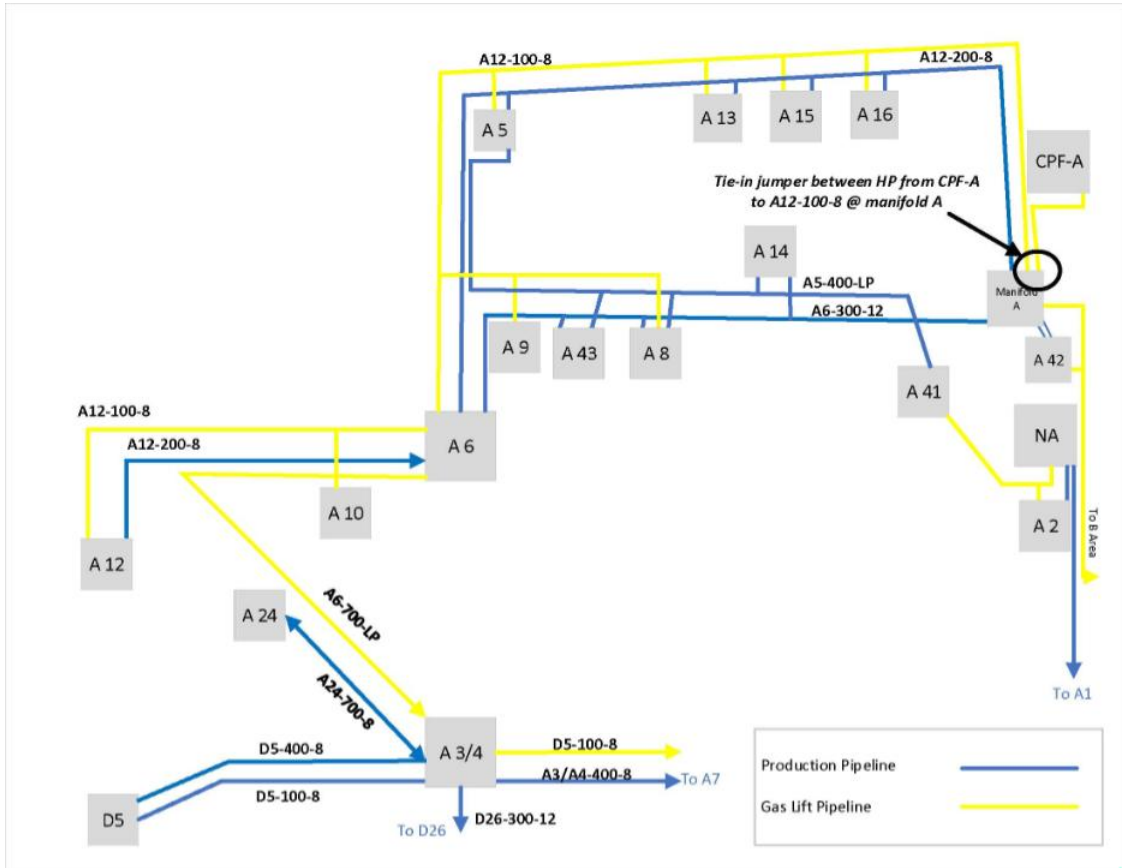 A12-100-8
A12-200-8
A 5
A 13
A 15
A 16
CPF-A
Tie-in jumper between HP from CPF-A
to A12-100-8 @ manifold A
A 14
A5-400-LP
Manifold
A
A6-300-12
A 9
A 43
A 8
A 42
A 41
A12-100-8
A12-200-8
A 6
NA
A 10
A 2
To B Area
A 12
A 24
A6-700-LP
A24-700-8
To A1
D5-400-8
A 3/4
D5-100-8
A3/A4-400-8
To A7
D5-100-8
D5
To D26
D26-300-12
Production Pipeline
Gas Lift Pipeline